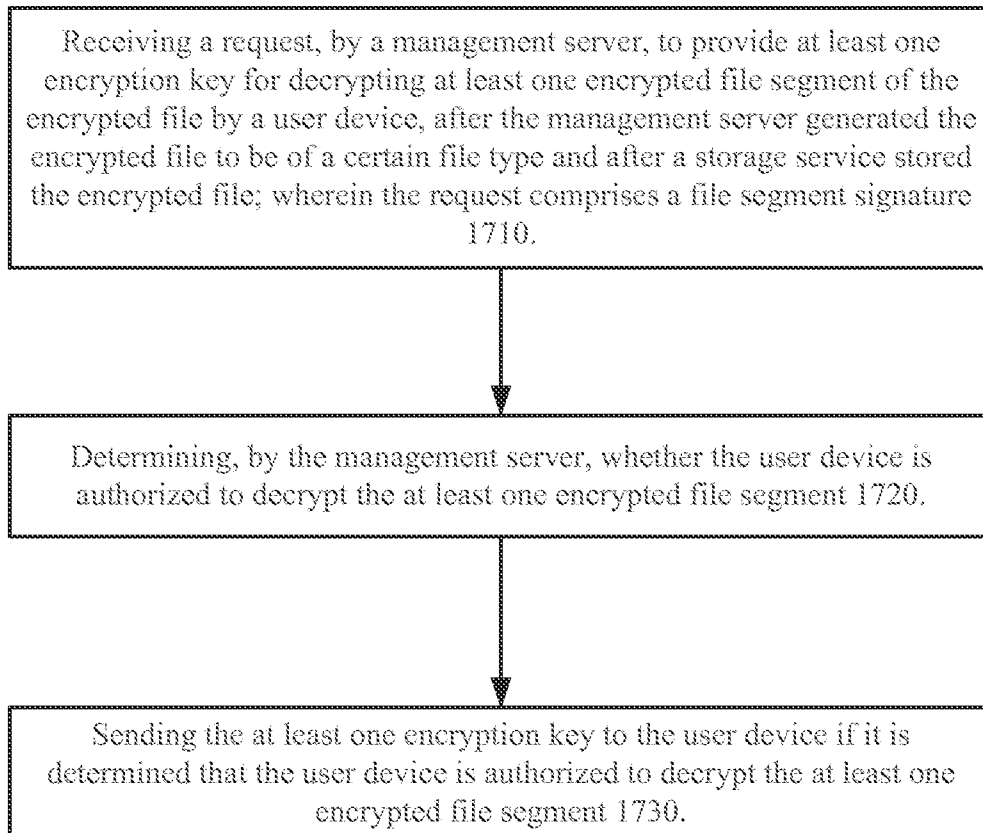 Receiving a request, by a management server, to provide at least one
encryption key for decrypting at least one encrypted file segment of the
encrypted file by a user device, after the management server generated the
encrypted file to be of a certain file type and after a storage service stored
the encrypted file; wherein the request comprises a file segment signature
1710.
Determining, by the management server, whether the user device is
authorized to decrypt the at least one encrypted file segment 1720.
Sending the at least one encryption key to the user device if it is
determined that the user device is authorized to decrypt the at least one
encrypted file segment 1730.